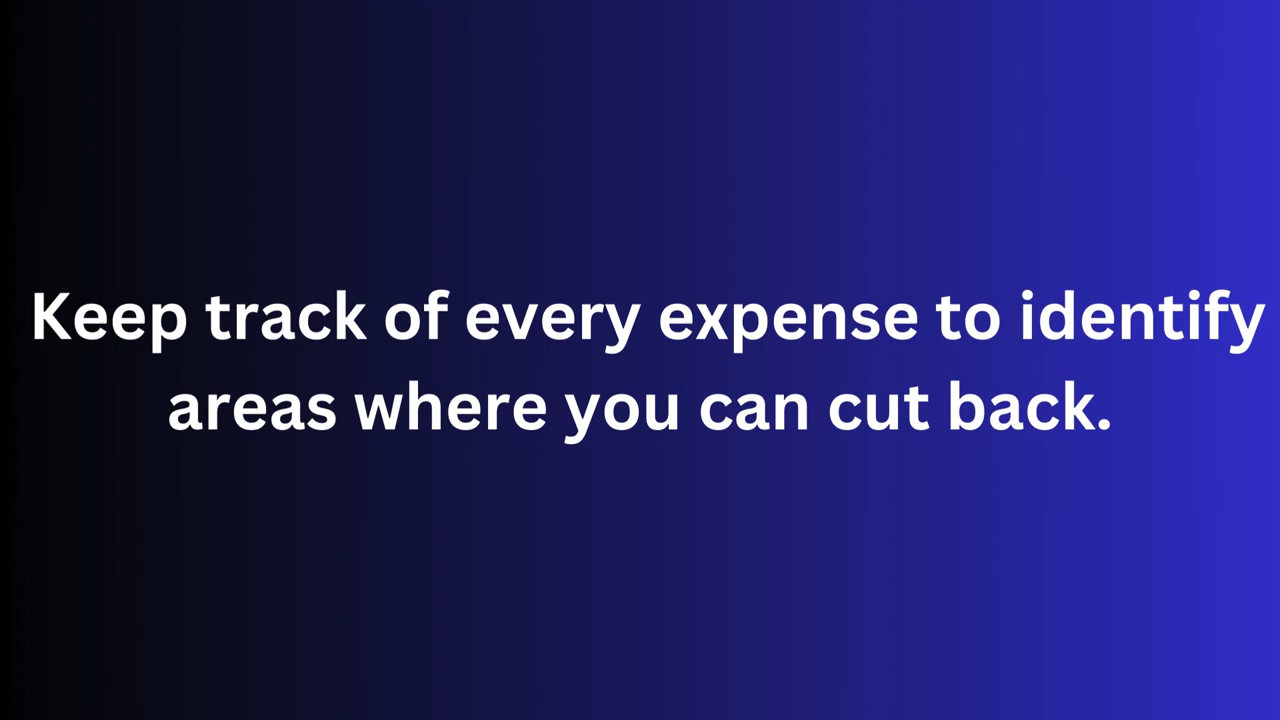 Keep track of every expense to identify
areas where you can cut back.